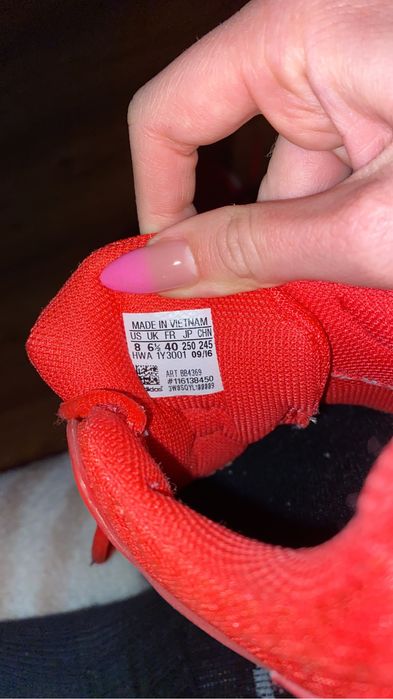 MADE IN VIETNAM
US UK FR JP CHN
8 6½ 40 250 245
HWA 1Y3001 09/16
ART BB4369
#116138450
adidas